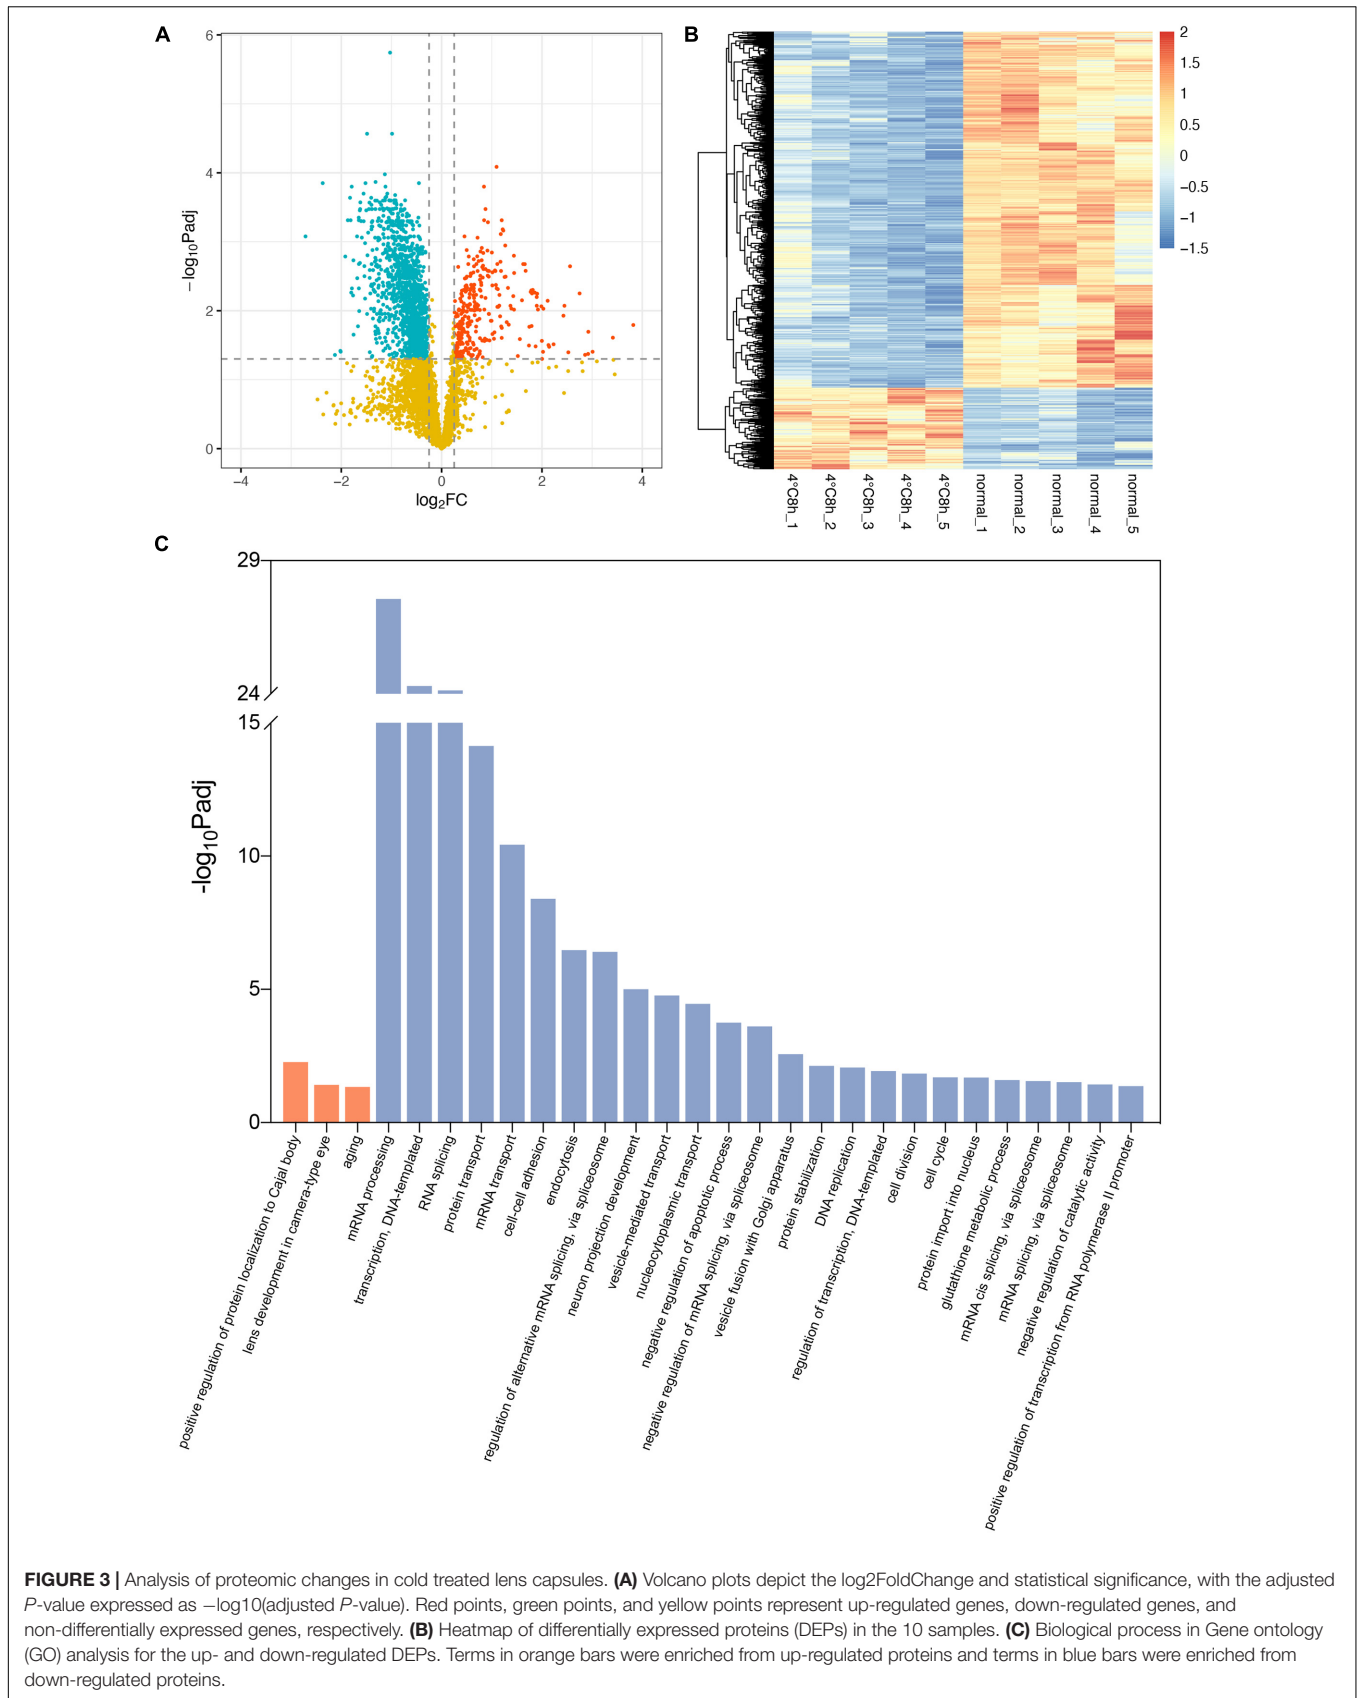 A
6
4
2
0
−log10Padj
−4
−2
0
2
4
log2FC
B
2
1.5
1
0.5
0
−0.5
−1
−1.5
4°C8h_1
4°C8h_2
4°C8h_3
4°C8h_4
4°C8h_5
normal_1
normal_2
normal_3
normal_4
normal_5
C
29
24
15
10
5
0
-log10Padj
positive regulation of protein localization to Cajal body
lens development in camera-type eye
aging
mRNA processing
transcription, DNA-templated
RNA splicing
protein transport
mRNA transport
cell-cell adhesion
endocytosis
regulation of alternative mRNA splicing, via spliceosome
neuron projection development
vesicle-mediated transport
nucleocytoplasmic transport
negative regulation of apoptotic process
negative regulation of mRNA splicing, via spliceosome
vesicle fusion with Golgi apparatus
protein stabilization
DNA replication
regulation of transcription, DNA-templated
cell division
cell cycle
protein import into nucleus
glutathione metabolic process
mRNA cis splicing, via spliceosome
mRNA splicing, via spliceosome
negative regulation of catalytic activity
positive regulation of transcription from RNA polymerase II promoter
FIGURE 3 | Analysis of proteomic changes in cold treated lens capsules. (A) Volcano plots depict the log2FoldChange and statistical significance, with the adjusted
P-value expressed as −log10(adjusted P-value). Red points, green points, and yellow points represent up-regulated genes, down-regulated genes, and
non-differentially expressed genes, respectively. (B) Heatmap of differentially expressed proteins (DEPs) in the 10 samples. (C) Biological process in Gene ontology
(GO) analysis for the up- and down-regulated DEPs. Terms in orange bars were enriched from up-regulated proteins and terms in blue bars were enriched from
down-regulated proteins.